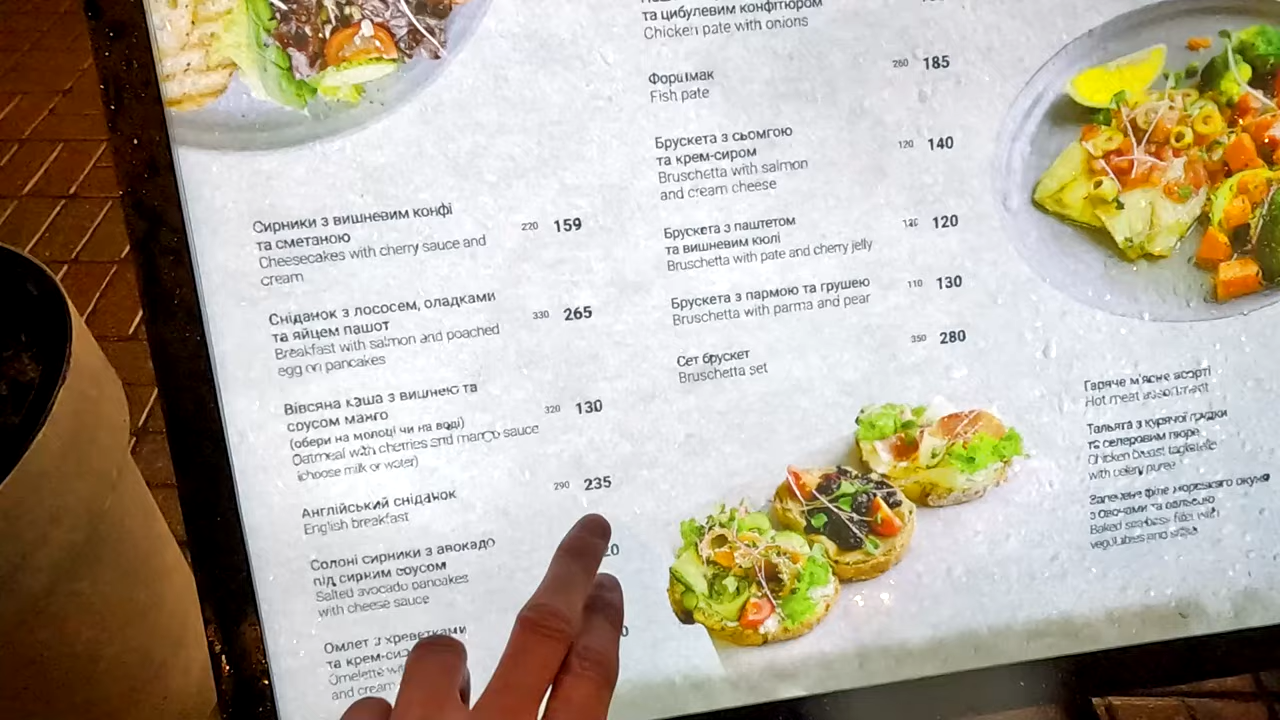 Сирники з вишневим конфі
та сметаною
Cheesecakes with cherry sauce and
cream
220 159
Сніданок з лососем, оладками
та яйцем пашот
Breakfast with salmon and poached
egg on pancakes
330 265
Вівсяна каша з вишнею та
соусом манго
(обери на молоці чи на воді)
Oatmeal with cherries and mango sauce
(choose milk or water)
320 130
Англійський сніданок
English breakfast
290 235
Солоні сирники з авокадо
під сирним соусом
Salted avocado pancakes
with cheese sauce
20
Омлет з креветками
та крем-сир
Omelette
and cream
0
та цибулевим конфітюром
Chicken pate with onions
Форшмак
Fish pate
260 185
Брускета з сьомгою
та крем-сиром
Bruschetta with salmon
and cream cheese
120 140
Брускета з паштетом
та вишневим кюлі
Bruschetta with pate and cherry jelly
120
Брускета з пармою та грушею
Bruschetta with parma and pear
110 130
Сет брускет
Bruschetta set
350 280
Гаряче м'ясне асорті
Hot meat assortment
Тальята з курячої грудки
та селеровим пюре
Chicken breast tagliatelle
with celery puree
Запечене філе морського окуня
з овочами та
Baked seabass fillet with
vegetables and